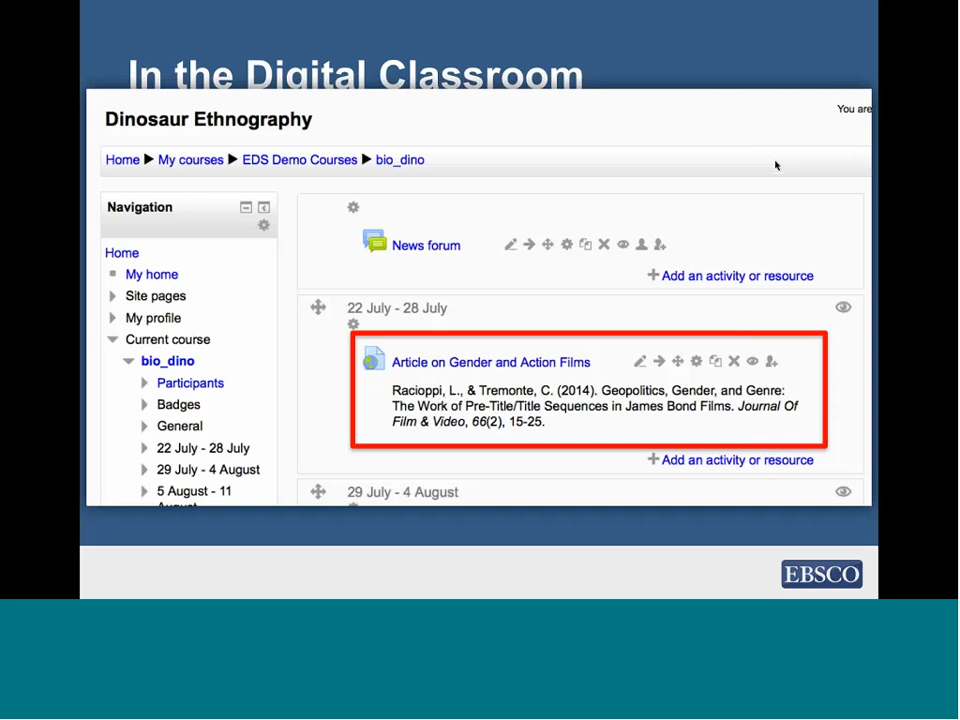 In the Digital Classroom
Dinosaur Ethnography
You are
Home ▶ My courses ▶ EDS Demo Courses ▶ bio_dino
Navigation
Home
My home
Site pages
My profile
Current course
bio_dino
Participants
Badges
General
22 July - 28 July
29 July - 4 August
5 August - 11
August
News forum
Add an activity or resource
22 July - 28 July
Article on Gender and Action Films
Racioppi, L., & Tremonte, C. (2014). Geopolitics, Gender, and Genre:
The Work of Pre-Title/Title Sequences in James Bond Films. Journal Of
Film & Video, 66(2), 15-25.
Add an activity or resource
29 July - 4 August
EBSCO